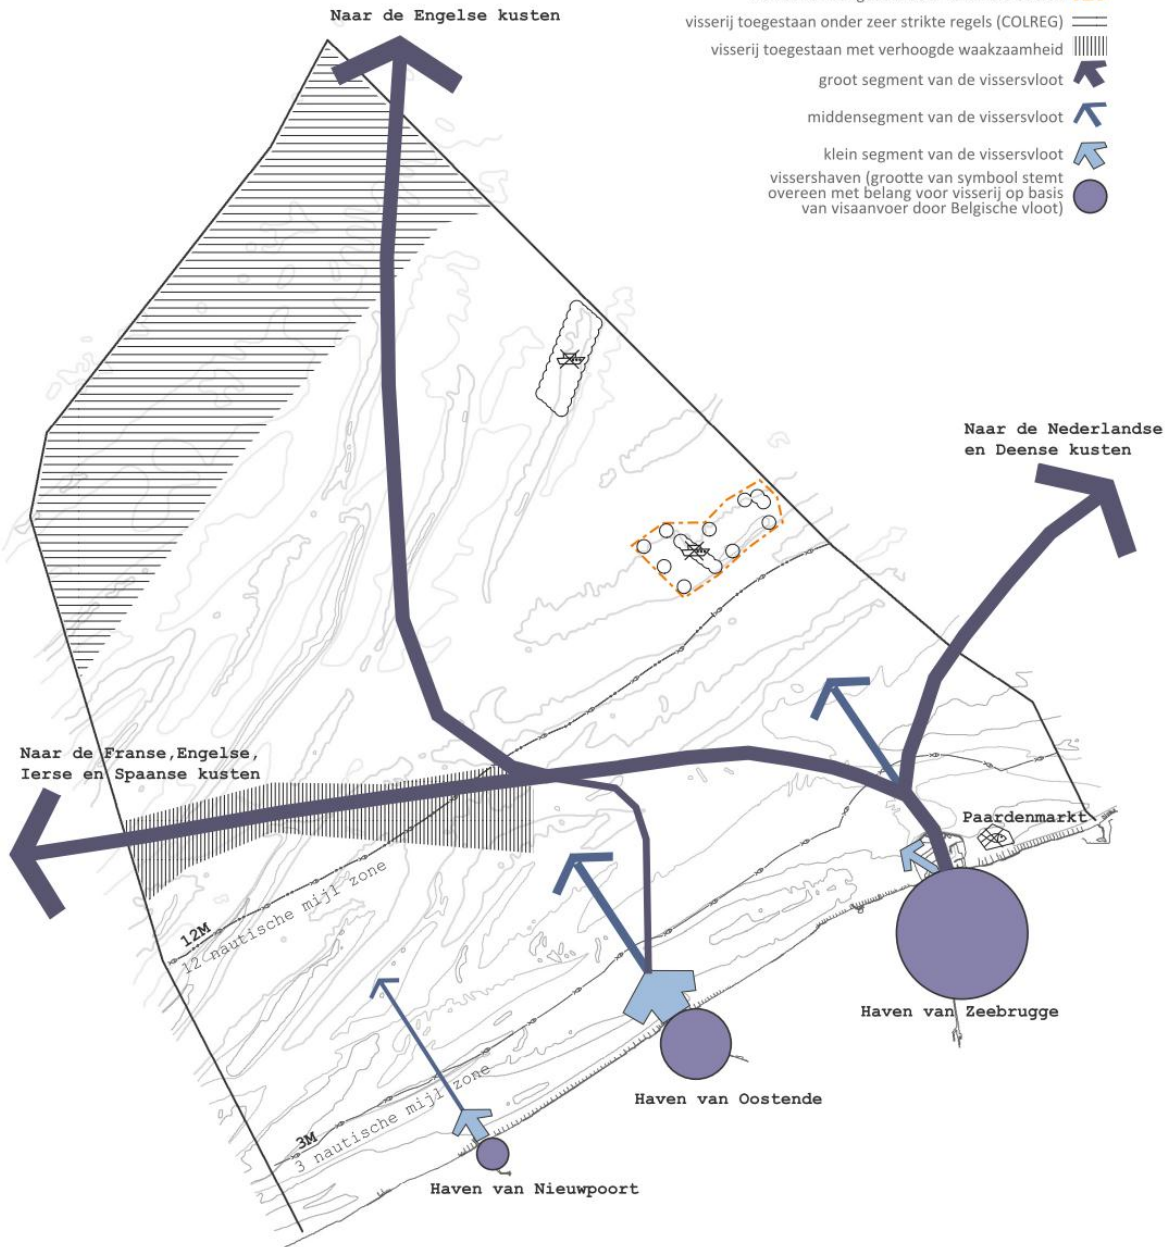 Naar de Engelse kusten
visserij toegestaan onder zeer strikte regels (COLREG)
visserij toegestaan met verhoogde waakzaamheid
groot segment van de vissersvloot
middensegment van de vissersvloot
klein segment van de vissersvloot
vissershaven (grootte van symbool stemt
overeen met belang voor visserij op basis
van visaanvoer door Belgische vloot)
Naar de Nederlandse
en Deense kusten
Naar de Franse,Engelse,
Ierse en Spaanse kusten
Paardenmarkt
12M
12 nautische mijl zone
Haven van Zeebrugge
3M
3 nautische mijl zone
Haven van Oostende
Haven van Nieuwpoort